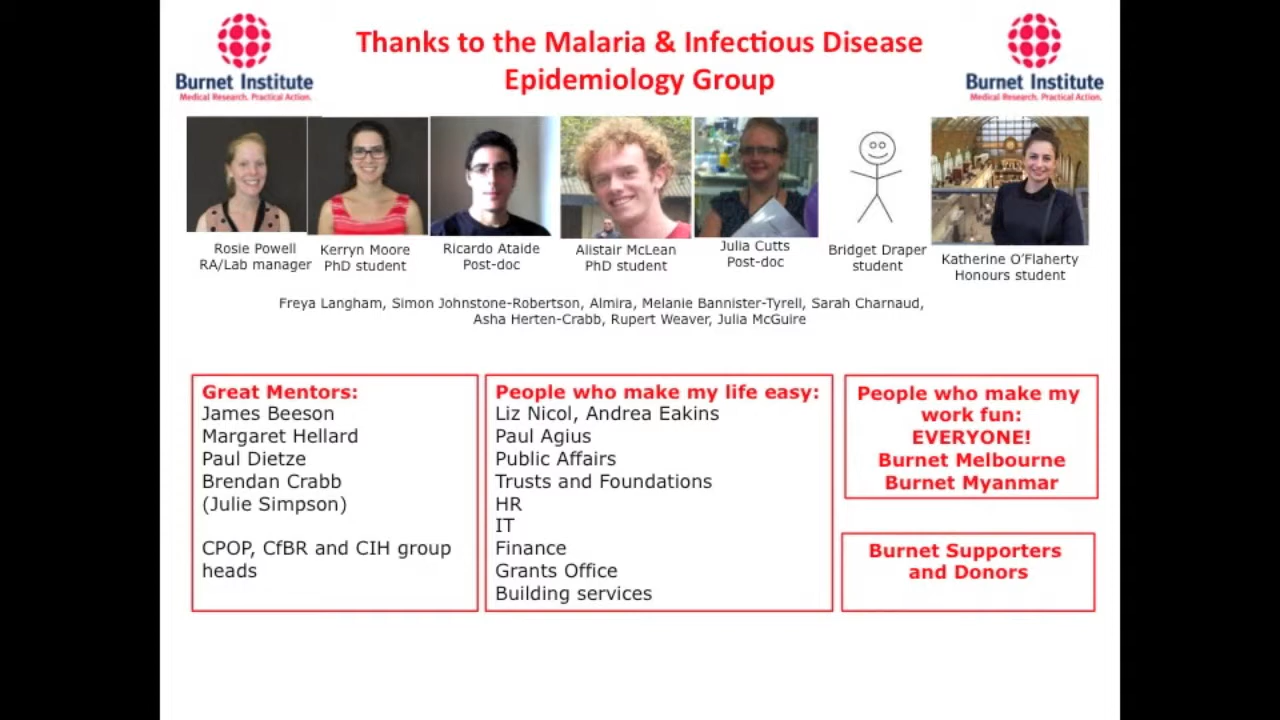 Thanks to the Malaria & Infectious Disease
Epidemiology Group
Burnet Institute
Medical Research. Practical Action.
Burnet Institute
Medical Research. Practical Action.
Rosie Powell
RA/Lab manager
Kerryn Moore
PhD student
Ricardo Ataide
Post-doc
Alistair McLean
PhD student
Julia Cutts
Post-doc
Bridget Draper
student
Katherine O'Flaherty
Honours student
Freya Langham, Simon Johnstone-Robertson, Almira, Melanie Bannister-Tyrell, Sarah Charnaud,
Asha Herten-Crabb, Rupert Weaver, Julia McGuire
Great Mentors:
James Beeson
Margaret Hellard
Paul Dietze
Brendan Crabb
(Julie Simpson)
CPOP, CfBR and CIH group
heads
People who make my life easy:
Liz Nicol, Andrea Eakins
Paul Agius
Public Affairs
Trusts and Foundations
HR
IT
Finance
Grants Office
Building services
People who make my
work fun:
EVERYONE!
Burnet Melbourne
Burnet Myanmar
Burnet Supporters
and Donors